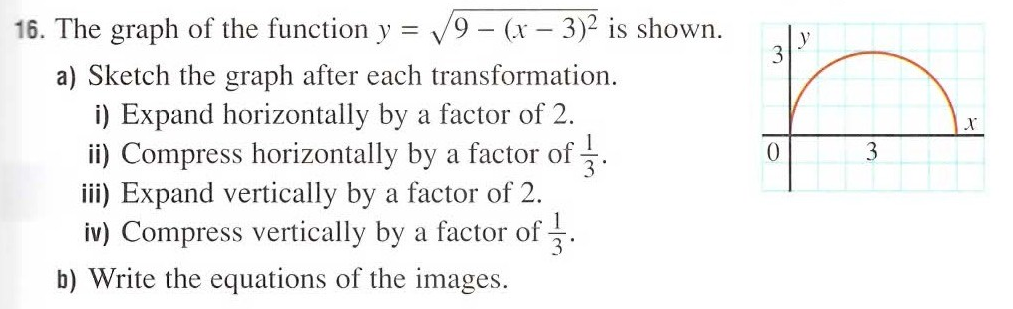 16. The graph of the function y = √9 – (x – 3)² is shown.
a) Sketch the graph after each transformation.
i) Expand horizontally by a factor of 2.
ii) Compress horizontally by a factor of 1/3.
iii) Expand vertically by a factor of 2.
iv) Compress vertically by a factor of 1/3.
b) Write the equations of the images.
3 y
x
0 3